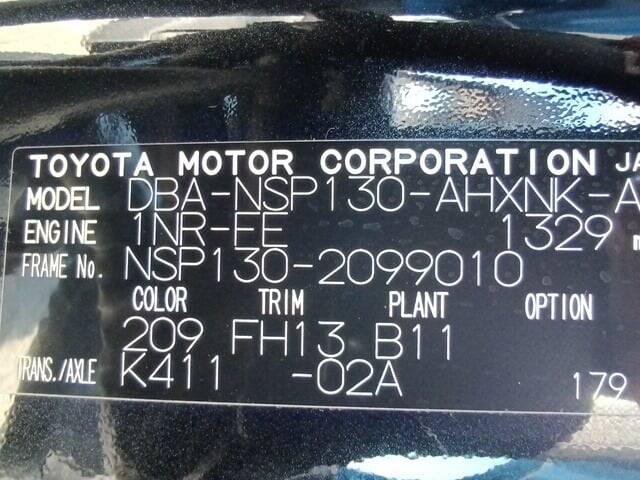 TOYOTA MOTOR CORPORATION JA
MODEL DBA-NSP130-AHXNK-A
ENGINE 1NR-FE 1329 m
FRAME No. NSP130-2099010
COLOR TRIM PLANT OPTION
209 FH13 B11
TRANS./AXLE K411 -02A 179